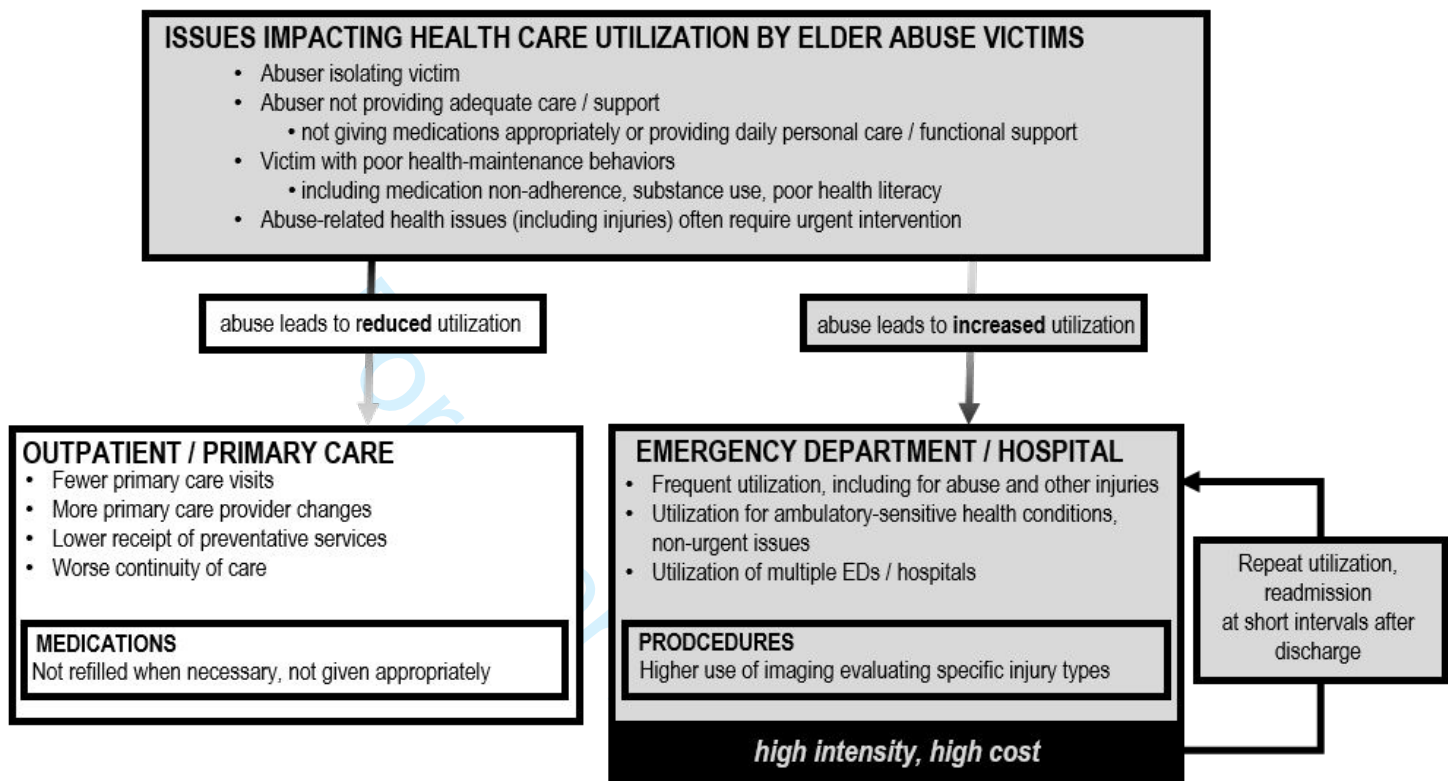 ISSUES IMPACTING HEALTH CARE UTILIZATION BY ELDER ABUSE VICTIMS
• Abuser isolating victim
• Abuser not providing adequate care / support
• not giving medications appropriately or providing daily personal care / functional support
• Victim with poor health-maintenance behaviors
• including medication non-adherence, substance use, poor health literacy
• Abuse-related health issues (including injuries) often require urgent intervention
abuse leads to reduced utilization
abuse leads to increased utilization
OUTPATIENT / PRIMARY CARE
• Fewer primary care visits
• More primary care provider changes
• Lower receipt of preventative services
• Worse continuity of care
MEDICATIONS
Not refilled when necessary, not given appropriately
EMERGENCY DEPARTMENT / HOSPITAL
• Frequent utilization, including for abuse and other injuries
• Utilization for ambulatory-sensitive health conditions,
non-urgent issues
• Utilization of multiple EDs / hospitals
PRODCEDURES
Higher use of imaging evaluating specific injury types
high intensity, high cost
Repeat utilization,
readmission
at short intervals after
discharge